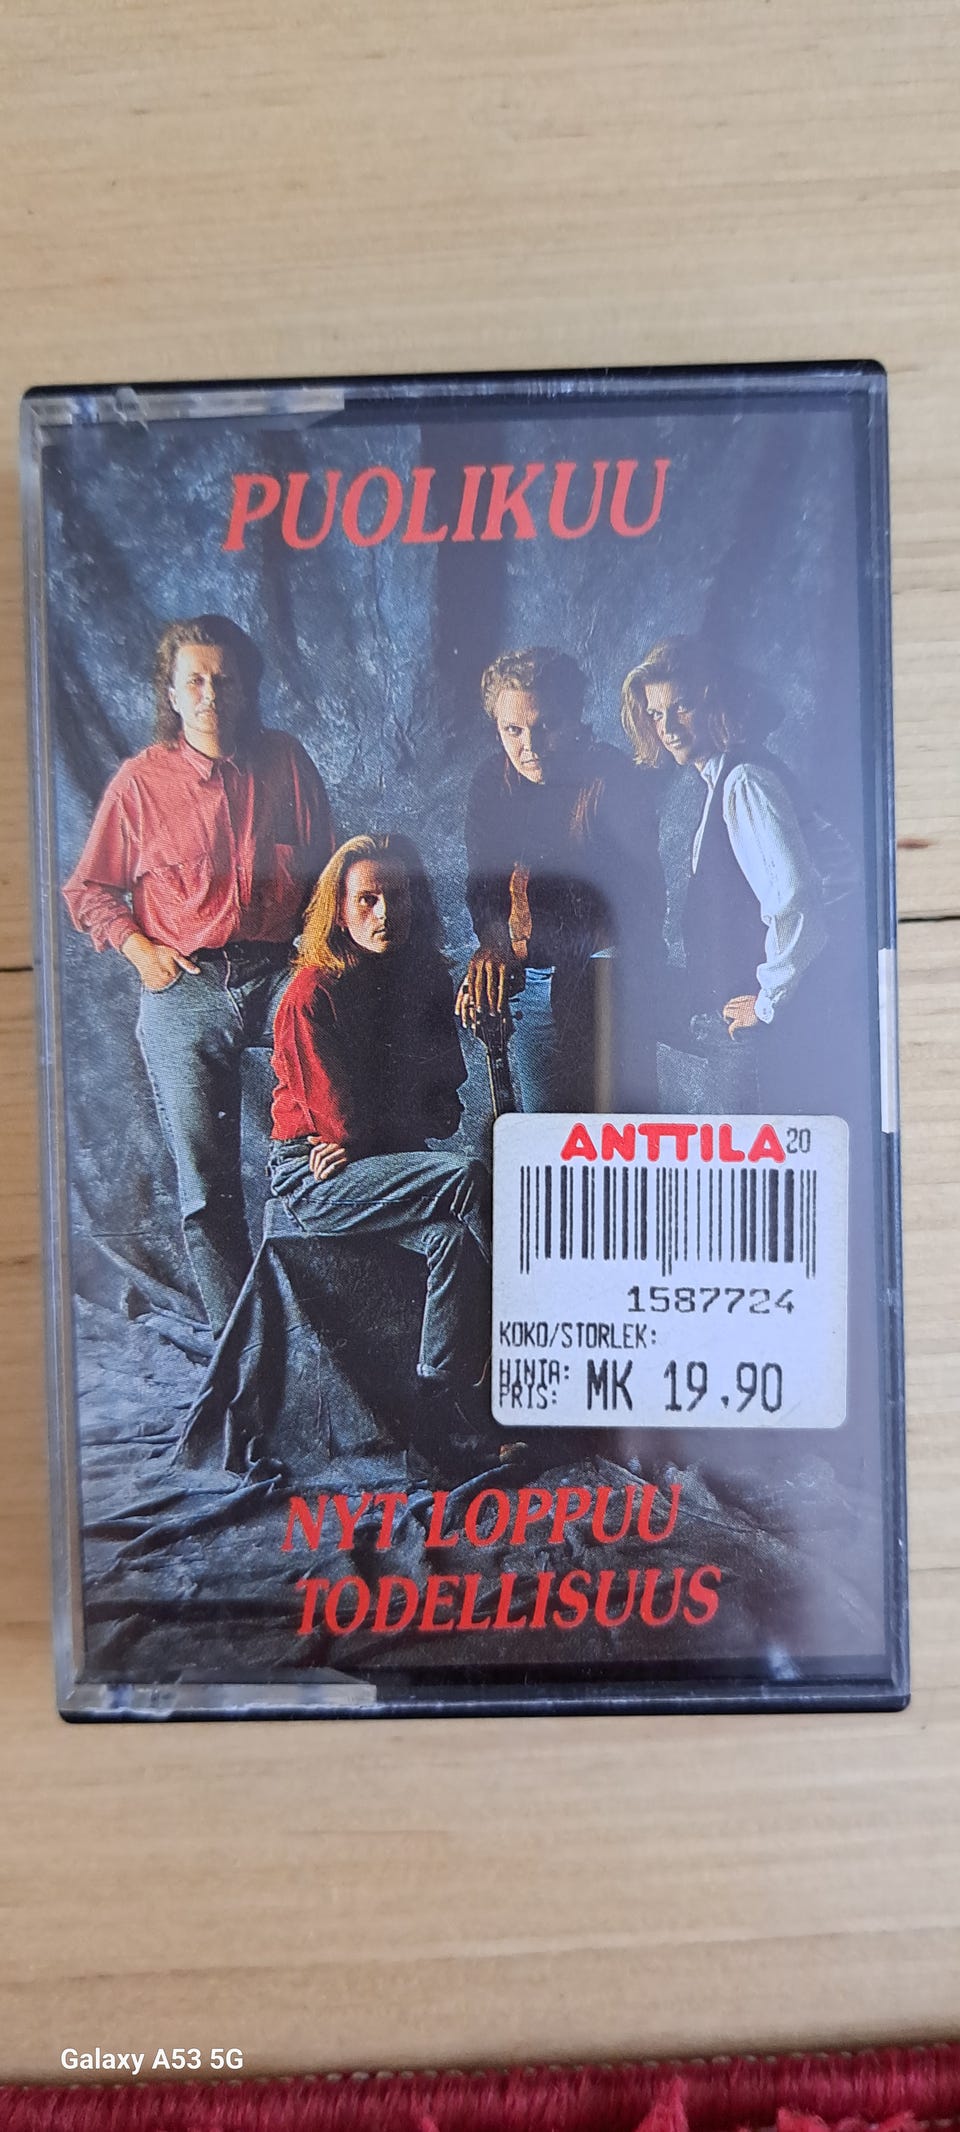 PUOLIKUU
ANTTILA 20
1587724
KOKO/STORLEK:
HINTA:
PRIS: MK 19.90
NYT LOPPUU
TODELLISUUS
Galaxy A53 5G